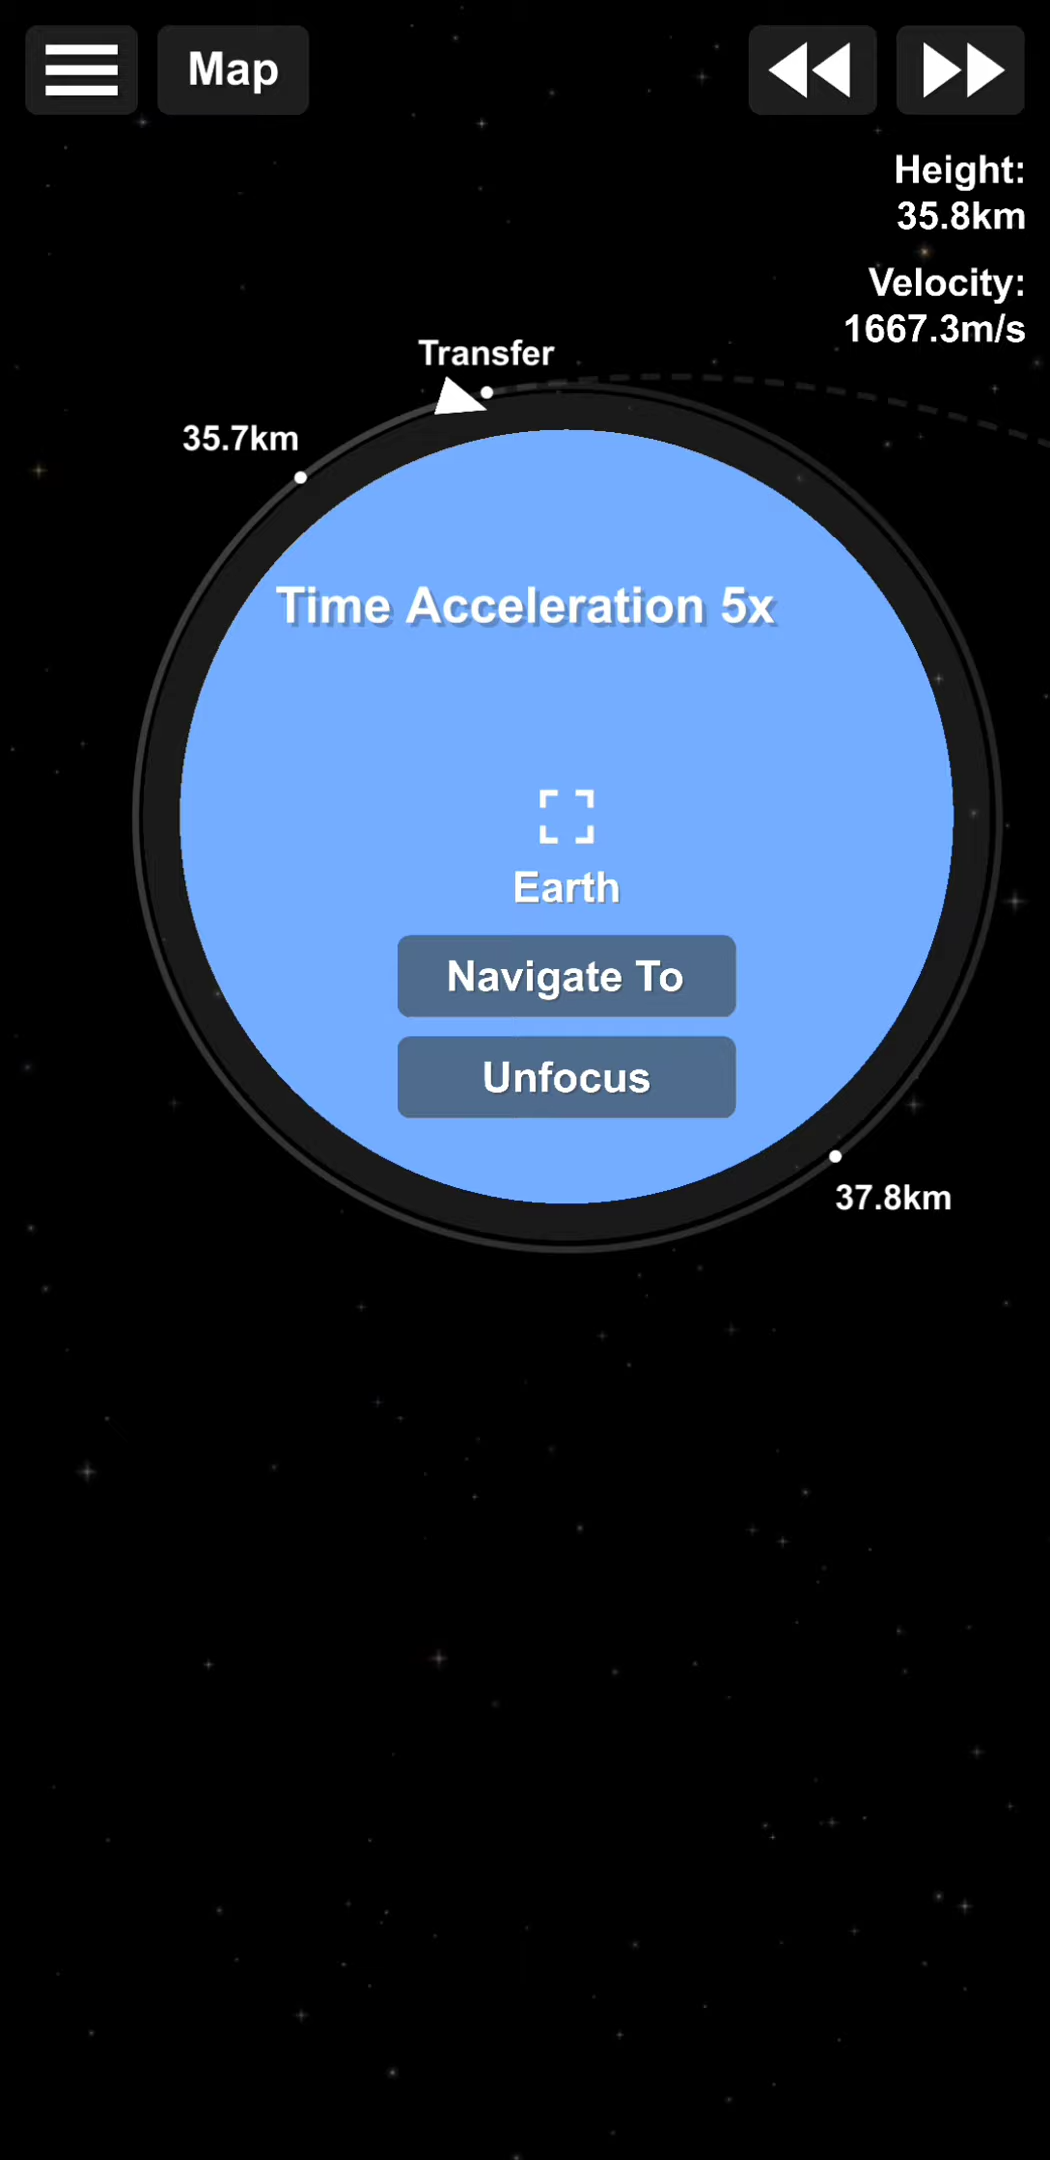 Map
Height:
35.8km
Velocity:
1667.3m/s
Transfer
35.7km
Time Acceleration 5x
Earth
Navigate To
Unfocus
37.8km